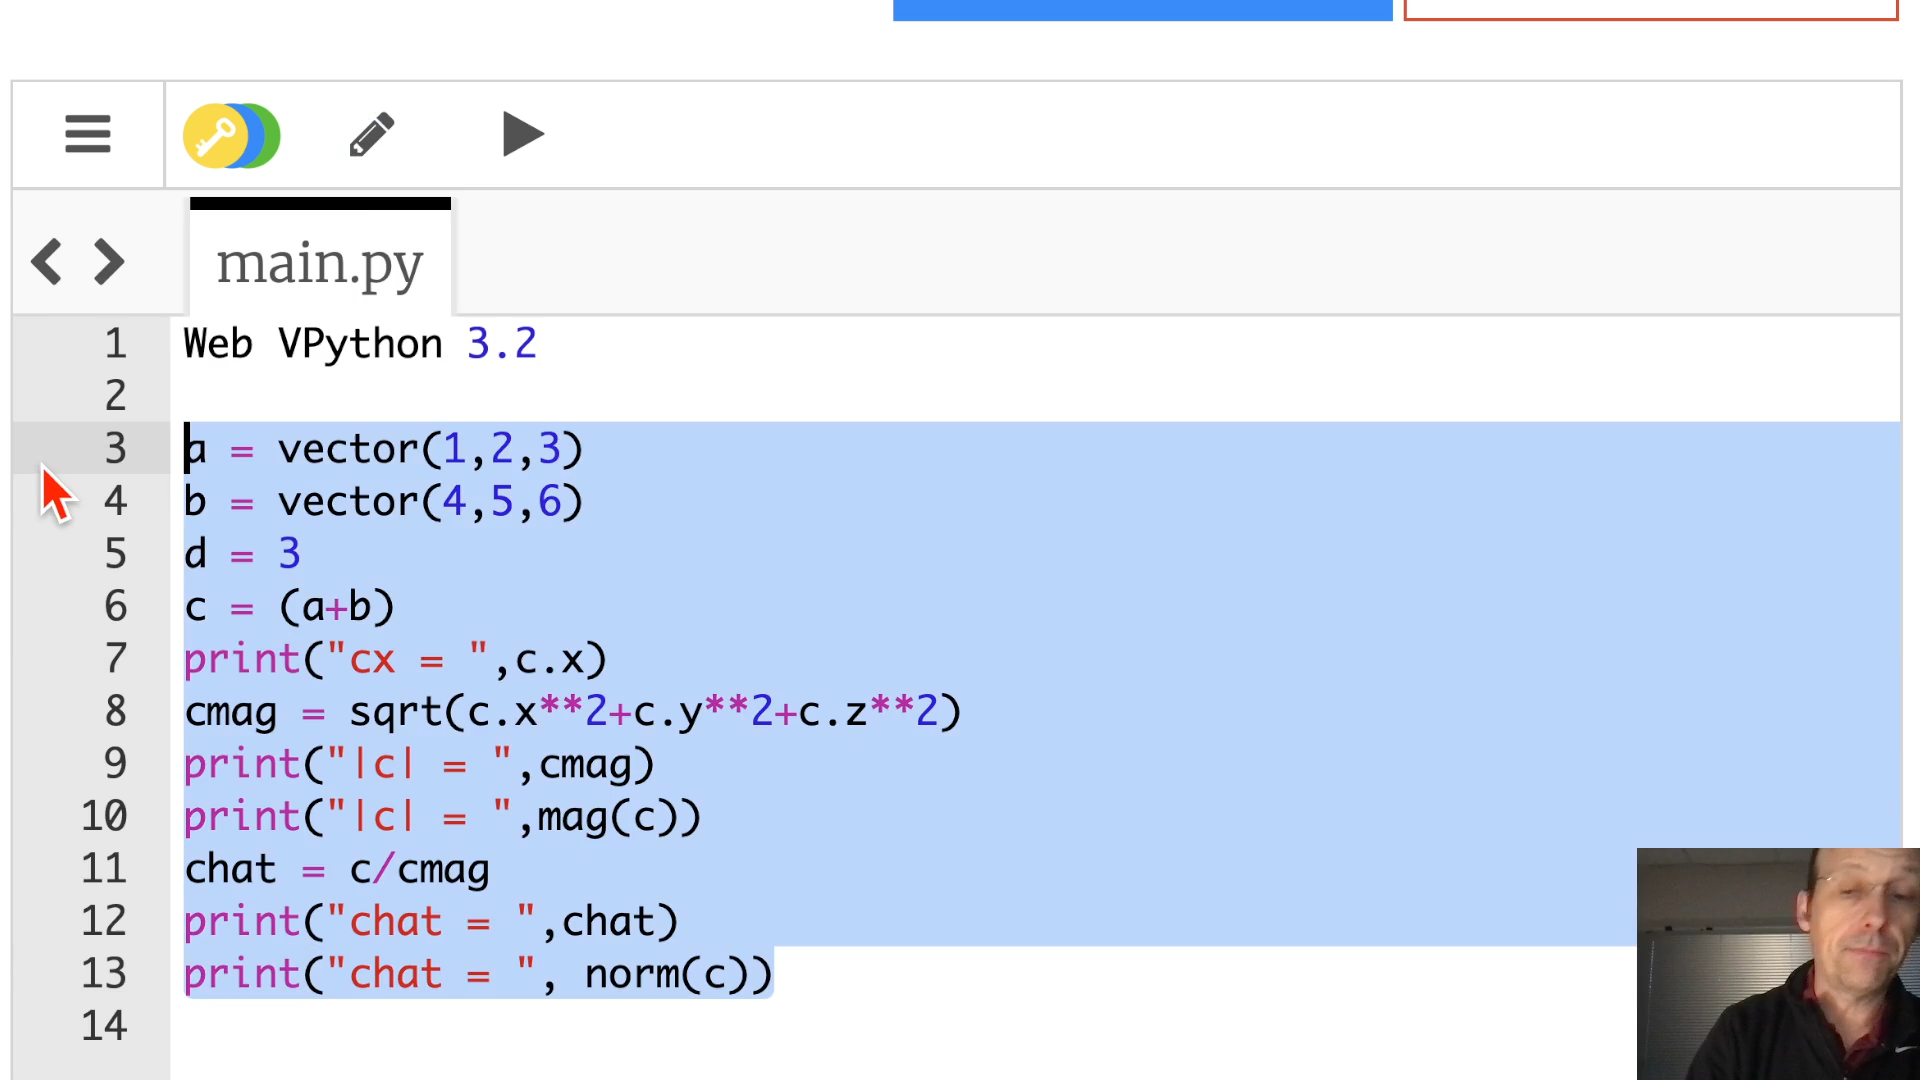 main.py
1 Web VPython 3.2
2
3 a = vector(1,2,3)
4 b = vector(4,5,6)
5 d = 3
6 c = (a+b)
7 print("cx = ",c.x)
8 cmag = sqrt(c.x**2+c.y**2+c.z**2)
9 print("|c| = ",cmag)
10 print("|c| = ",mag(c))
11 chat = c/cmag
12 print("chat = ",chat)
13 print("chat = ", norm(c))
14